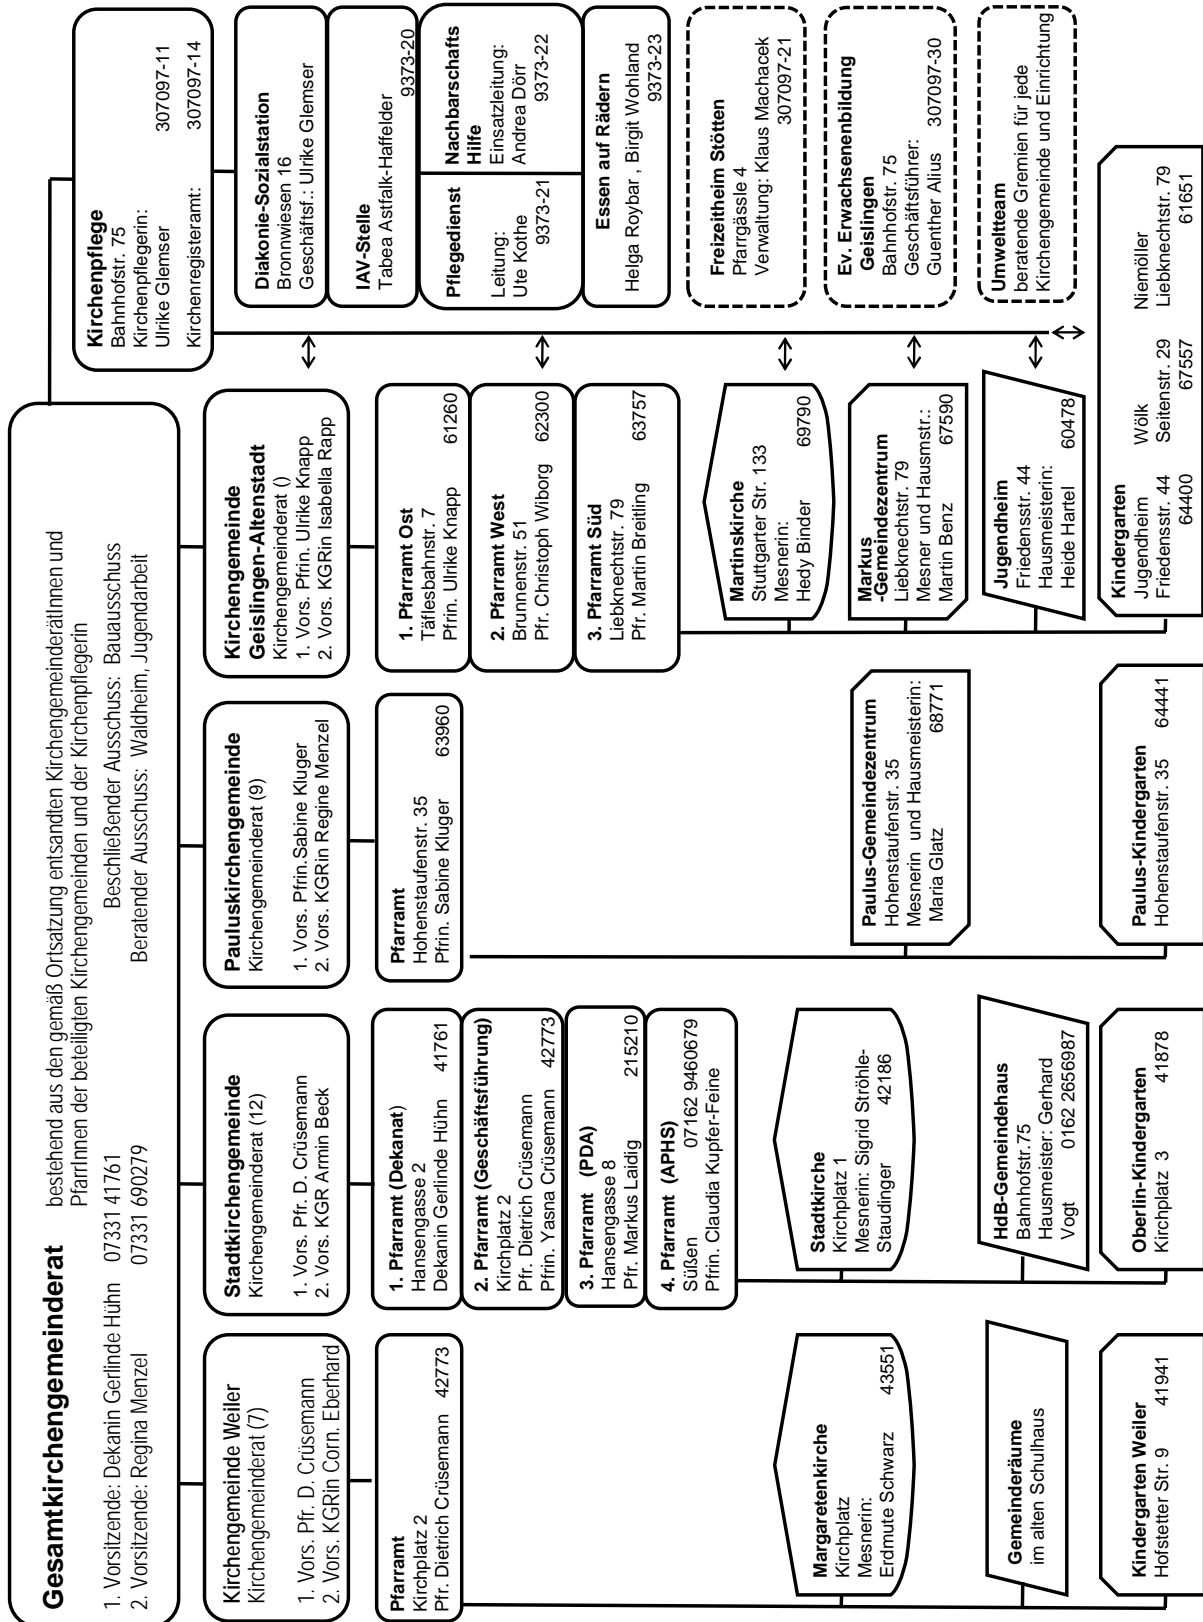 Gesamtkirchengemeinderat
bestehend aus den gemäß Ortsatzung entsandten KirchengemeinderätInnen und
PfarrInnen der beteiligten Kirchengemeinden und der Kirchenpflegerin
1. Vorsitzende: Dekanin Gerlinde Hühn 07331 41761
2. Vorsitzende: Regina Menzel 07331 690279
Beschließender Ausschuss: Bauausschuss
Beratender Ausschuss: Waldheim, Jugendarbeit
Kirchengemeinde Weiler
Kirchengemeinderat (7)
1. Vors. Pfr. D. Crüsemann
2. Vors. KGRin Corn. Eberhard
Pfarramt
Kirchplatz 2
Pfr. Dietrich Crüsemann 42773
Margaretenkirche
Kirchplatz
Mesnerin:
Erdmute Schwarz 43551
Gemeinderäume
im alten Schulhaus
Kindergarten Weiler
Hofstetter Str. 9 41941
Stadtkirchengemeinde
Kirchengemeinderat (12)
1. Vors. Pfr. D. Crüsemann
2. Vors. KGR Armin Beck
1. Pfarramt (Dekanat)
Hansengasse 2
Dekanin Gerlinde Hühn 41761
2. Pfarramt (Geschäftsführung)
Kirchplatz 2
Pfr. Dietrich Crüsemann
Pfrin. Yasna Crüsemann 42773
3. Pfarramt (PDA)
Hansengasse 8
Pfr. Markus Laidig 215210
4. Pfarramt (APHS)
Süßen 07162 9460679
Pfrin. Claudia Kupfer-Feine
Stadtkirche
Kirchplatz 1
Mesnerin: Sigrid Ströhle-
Staudinger 42186
HdB-Gemeindehaus
Bahnhofstr.75
Hausmeister: Gerhard
Vogt 0162 2656987
Oberlin-Kindergarten
Kirchplatz 3 41878
Pauluskirchengemeinde
Kirchengemeinderat (9)
1. Vors. Pfrin.Sabine Kluger
2. Vors. KGRin Regine Menzel
Pfarramt
Hohenstaufenstr. 35
Pfrin. Sabine Kluger 63960
Paulus-Gemeindezentrum
Hohenstaufenstr. 35
Mesnerin und Hausmeisterin:
Maria Glatz 68771
Paulus-Kindergarten
Hohenstaufenstr. 35 64441
Kirchengemeinde
Geislingen-Altenstadt
Kirchengemeinderat ()
1. Vors. Pfrin. Ulrike Knapp
2. Vors. KGRin Isabella Rapp
1. Pfarramt Ost
Täflesbahnstr. 7
Pfrin. Ulrike Knapp 61260
2. Pfarramt West
Brunnenstr. 51
Pfr. Christoph Wiborg 62300
3. Pfarramt Süd
Liebknechtstr. 79
Pfr. Martin Breitling 63757
Martinskirche
Stuttgarter Str. 133
Mesnerin:
Hedy Binder 69790
Markus
-Gemeindezentrum
Liebknechtstr. 79
Mesner und Hausmstr.:
Martin Benz 67590
Jugendheim
Friedensstr. 44
Hausmeisterin:
Heide Hartel 60478
Kindergarten
Jugendheim Wölk Niemöller
Friedensstr. 44 Seitenstr. 29 Liebknechtstr. 79
64400 67557 61651
Kirchenpflege
Bahnhofstr. 75
Kirchenpflegerin:
Ulrike Glemser 307097-11
Kirchenregisteramt: 307097-14
Diakonie-Sozialstation
Bronnwiesen 16
Geschäftsf.: Ulrike Glemser
IAV-Stelle
Tabea Astfalk-Haffelder
9373-20
Pflegedienst
Leitung:
Ute Kothe
9373-21
Nachbarschafts
Hilfe
Einsatzleitung:
Andrea Dörr
9373-22
Essen auf Rädern
Helga Roybar , Birgit Wohland
9373-23
Freizeitheim Stötten
Pfarrgässle 4
Verwaltung: Klaus Machacek
307097-21
Ev. Erwachsenenbildung
Geislingen
Bahnhofstr. 75
Geschäftsführer:
Guenther Alius 307097-30
Umweltteam
beratende Gremien für jede
Kirchengemeinde und Einrichtung